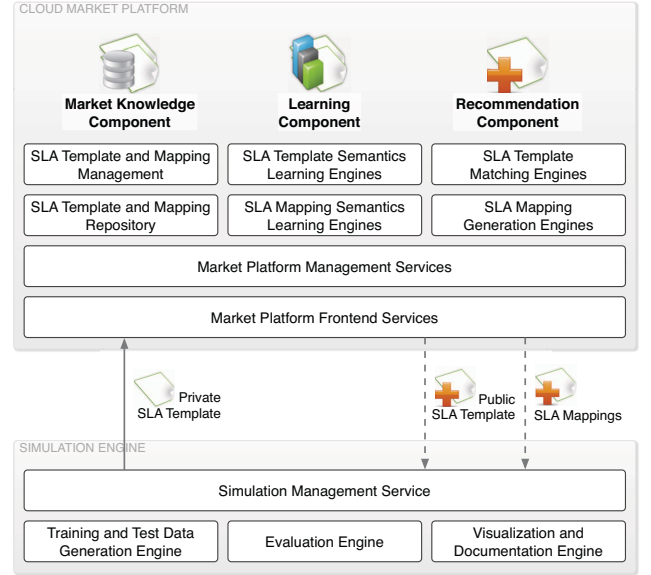 CLOUD MARKET PLATFORM
Market Knowledge
Component
Learning
Component
Recommendation
Component
SLA Template and Mapping
Management
SLA Template Semantics
Learning Engines
SLA Template
Matching Engines
SLA Template and Mapping
Repository
SLA Mapping Semantics
Learning Engines
SLA Mapping
Generation Engines
Market Platform Management Services
Market Platform Frontend Services
Private
SLA Template
Public
SLA Template
SLA Mappings
SIMULATION ENGINE
Simulation Management Service
Training and Test Data
Generation Engine
Evaluation Engine
Visualization and
Documentation Engine